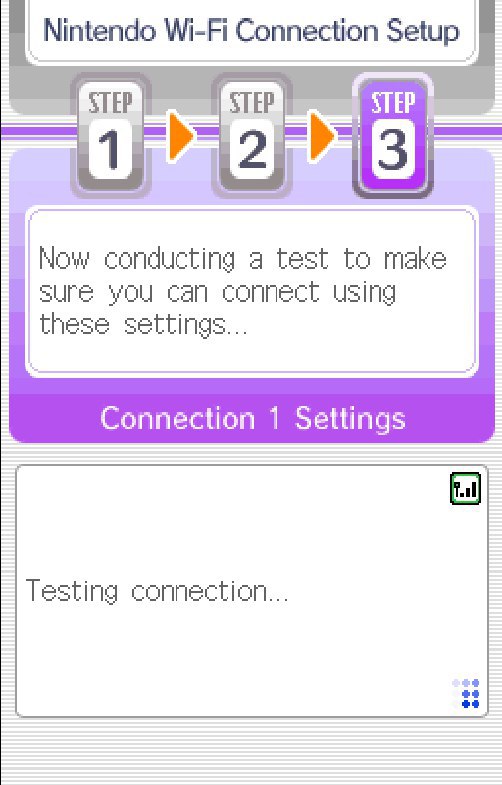 Nintendo Wi-Fi Connection Setup
STEP STEP STEP
1 2 3
Now conducting a test to make
sure you can connect using
these settings...
Connection 1 Settings
Testing connection...